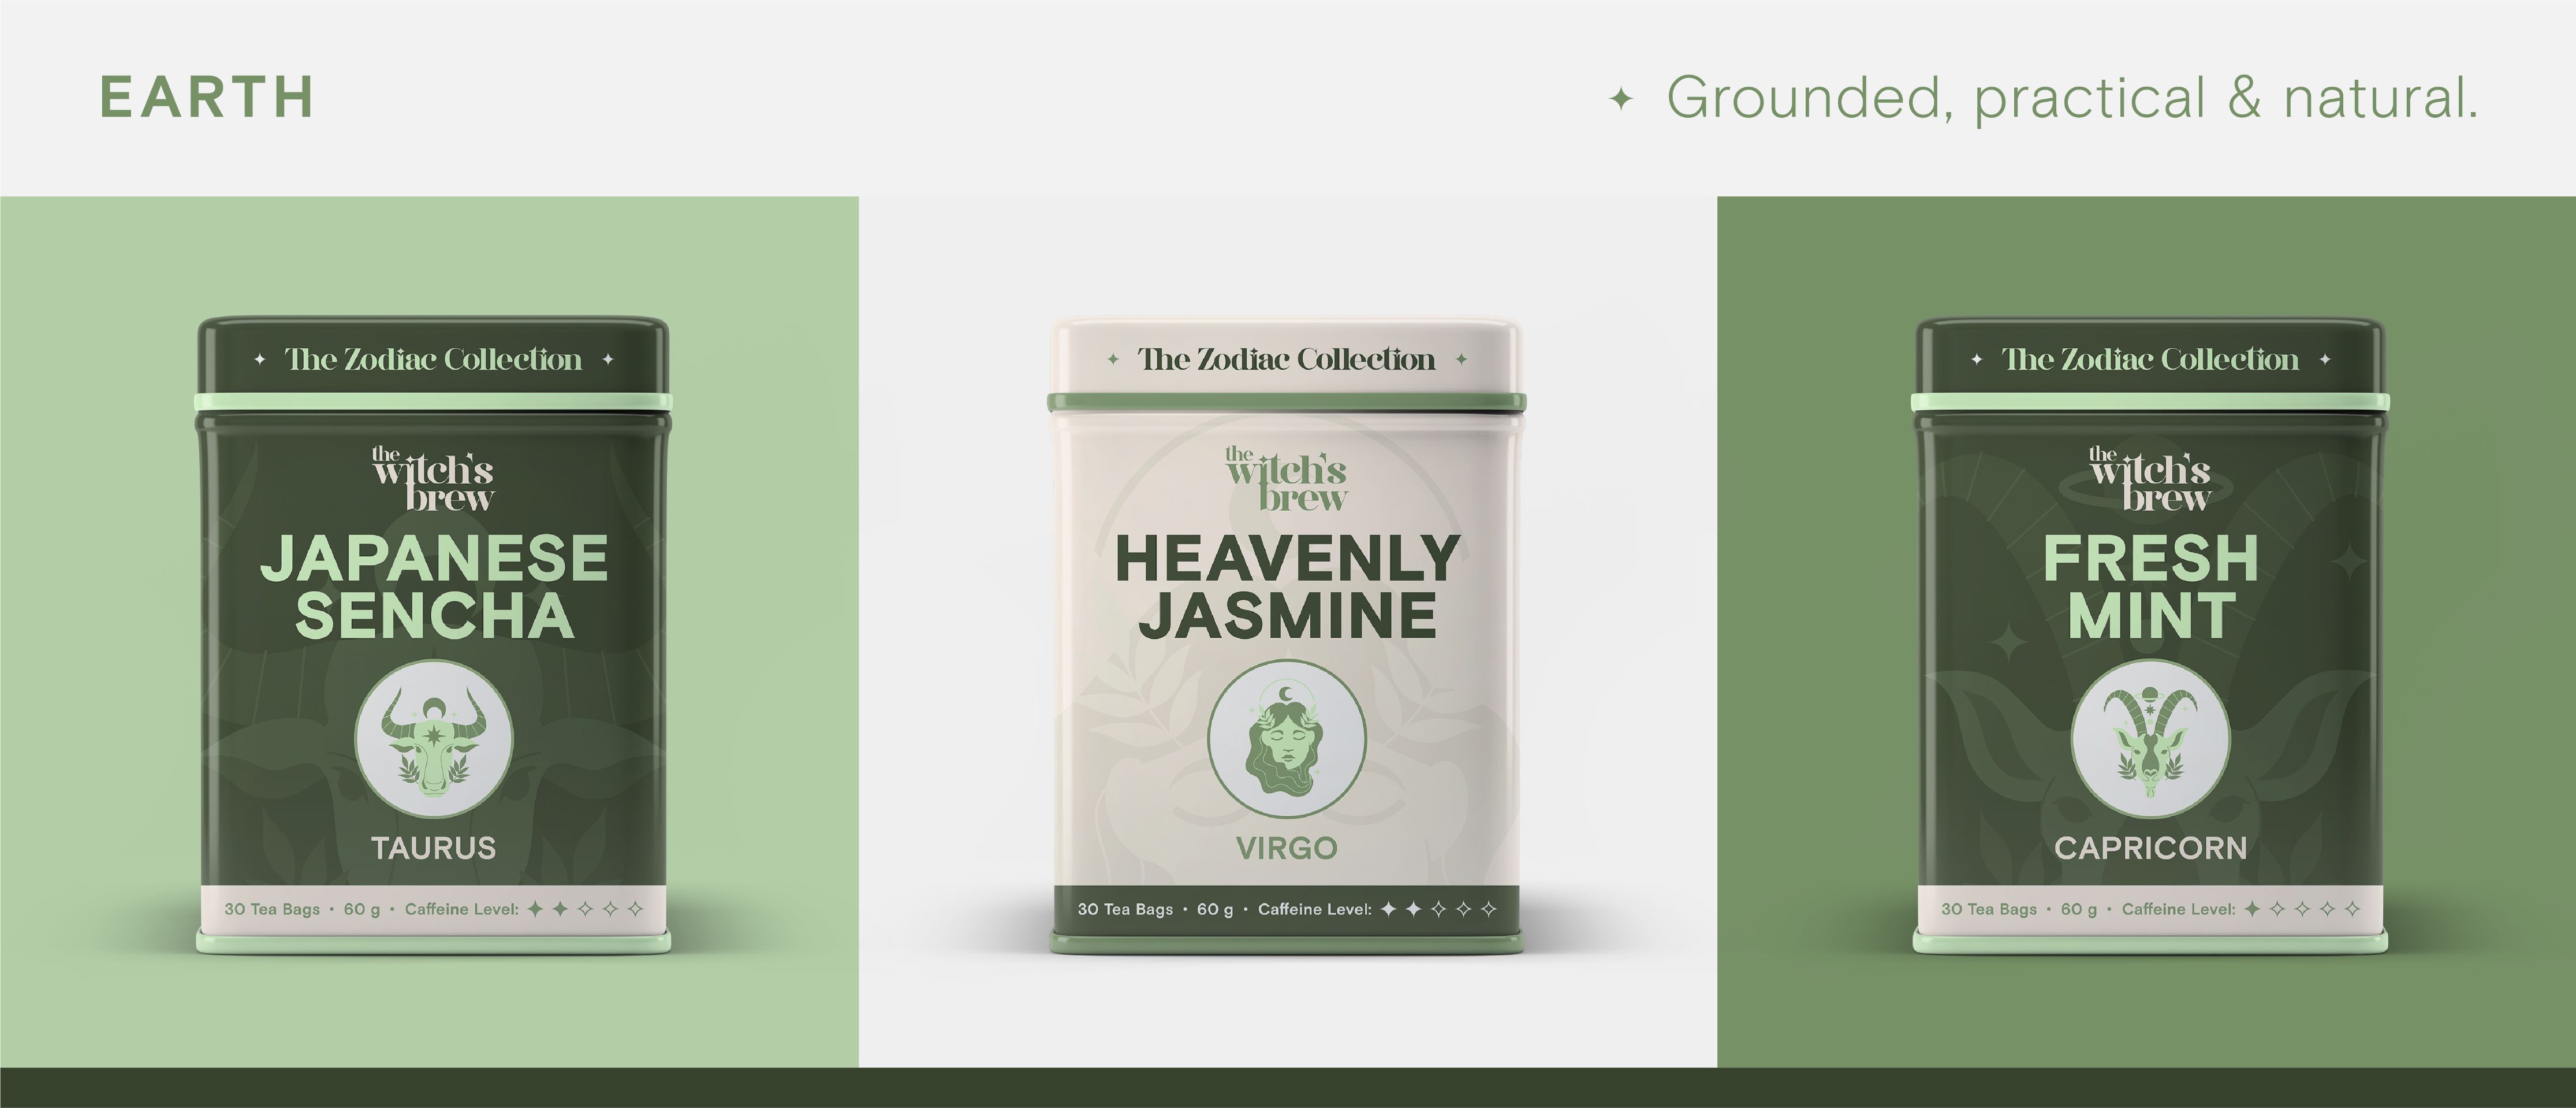 EARTH
Grounded, practical & natural.
The Zodiac Collection
the
witch's
brew
JAPANESE
SENCHA
TAURUS
30 Tea Bags • 60 g • Caffeine Level:
The Zodiac Collection
the
witch's
brew
HEAVENLY
JASMINE
VIRGO
30 Tea Bags • 60 g • Caffeine Level:
The Zodiac Collection
the
witch's
brew
FRESH
MINT
CAPRICORN
30 Tea Bags • 60 g • Caffeine Level: